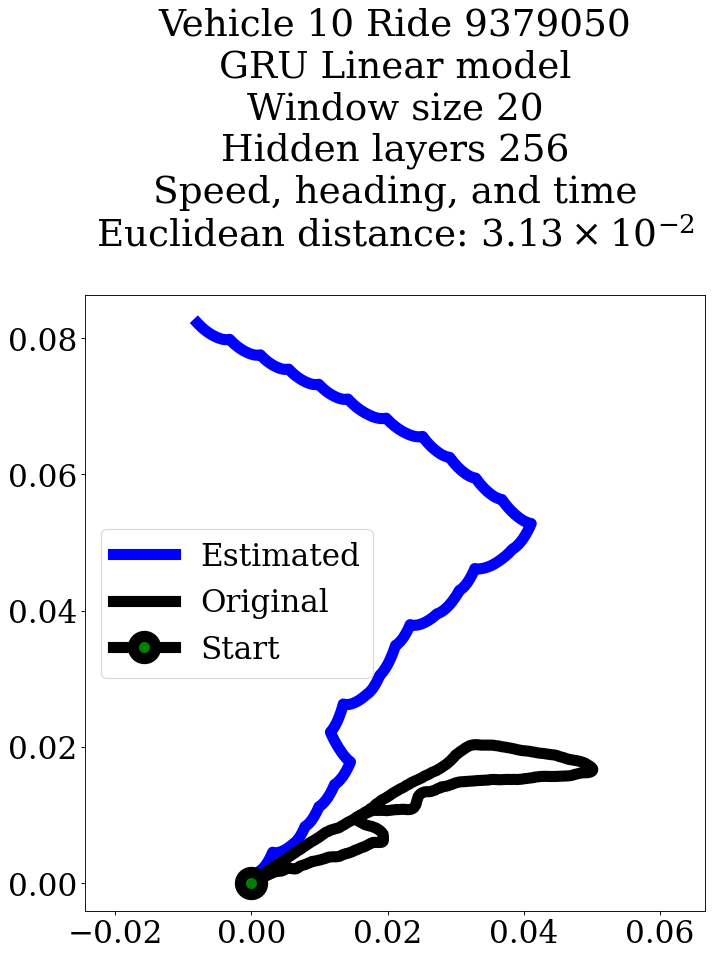 Vehicle 10 Ride 9379050
GRU Linear model
Window size 20
Hidden layers 256
Speed, heading, and time
Euclidean distance: 3.13 × 10⁻²
0.08
0.06
Estimated
Original
Start
0.04
0.02
0.00
−0.02 0.00 0.02 0.04 0.06